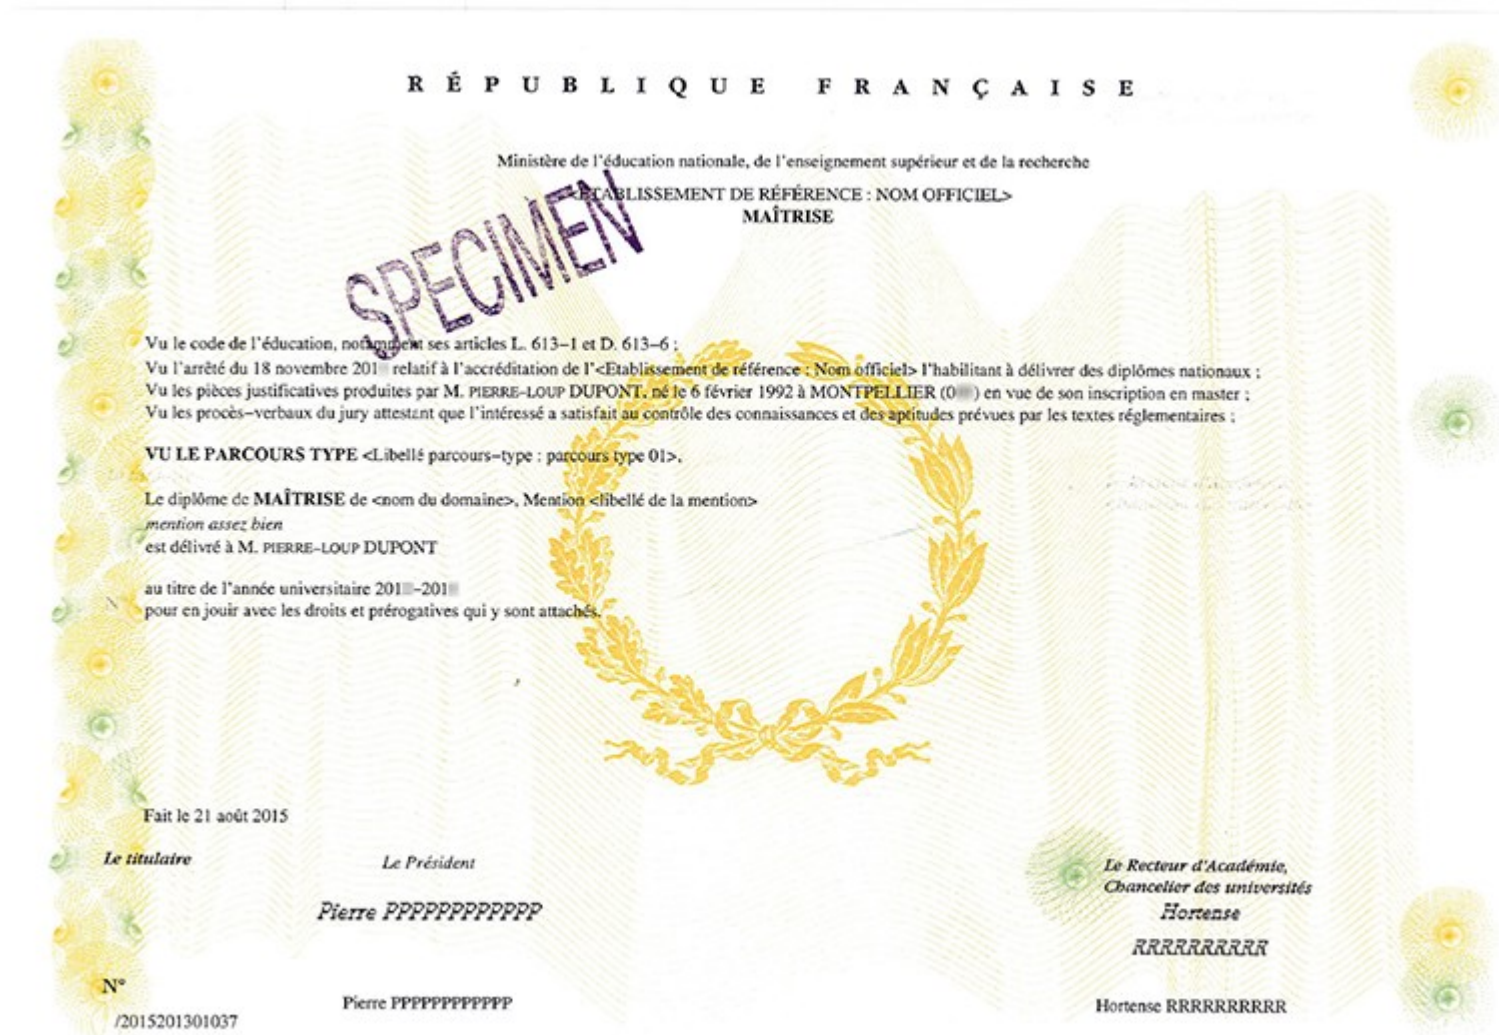 RÉPUBLIQUE FRANÇAISE
Ministère de l'éducation nationale, de l'enseignement supérieur et de la recherche
<ÉTABLISSEMENT DE RÉFÉRENCE : NOM OFFICIEL>
MAÎTRISE
SPECIMEN
Vu le code de l'éducation, notamment ses articles L. 613-1 et D. 613-6 ;
Vu l'arrêté du 18 novembre 201 relatif à l'accréditation de l'<Etablissement de référence : Nom officiel> l'habilitant à délivrer des diplômes nationaux ;
Vu les pièces justificatives produites par M. PIERRE-LOUP DUPONT, né le 6 février 1992 à MONTPELLIER (0 ) en vue de son inscription en master ;
Vu les procès-verbaux du jury attestant que l'intéressé a satisfait au contrôle des connaissances et des aptitudes prévues par les textes réglementaires ;
VU LE PARCOURS TYPE <Libellé parcours-type : parcours type 01>,
Le diplôme de MAÎTRISE de <nom du domaine>, Mention <libellé de la mention>
mention assez bien
est délivré à M. PIERRE-LOUP DUPONT
au titre de l'année universitaire 201 -201
pour en jouir avec les droits et prérogatives qui y sont attachés.
Fait le 21 août 2015
Le titulaire
Le Président
Pierre PPPPPPPPPPPP
Pierre PPPPPPPPPPPP
Le Recteur d'Académie,
Chancelier des universités
Hortense
RRRRRRRRRR
Hortense RRRRRRRRRR
N°
/2015201301037